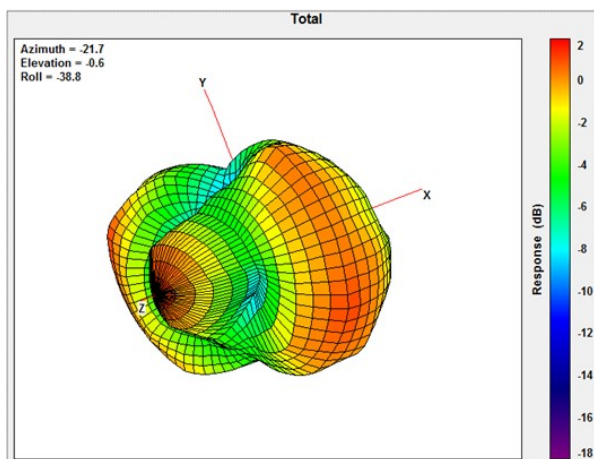 Total
Azimuth = -21.7
Elevation = -0.6
Roll = -38.8
Y
X
Z
2
0
-2
-4
-6
-8
-10
-12
-14
-16
-18
Response (dB)